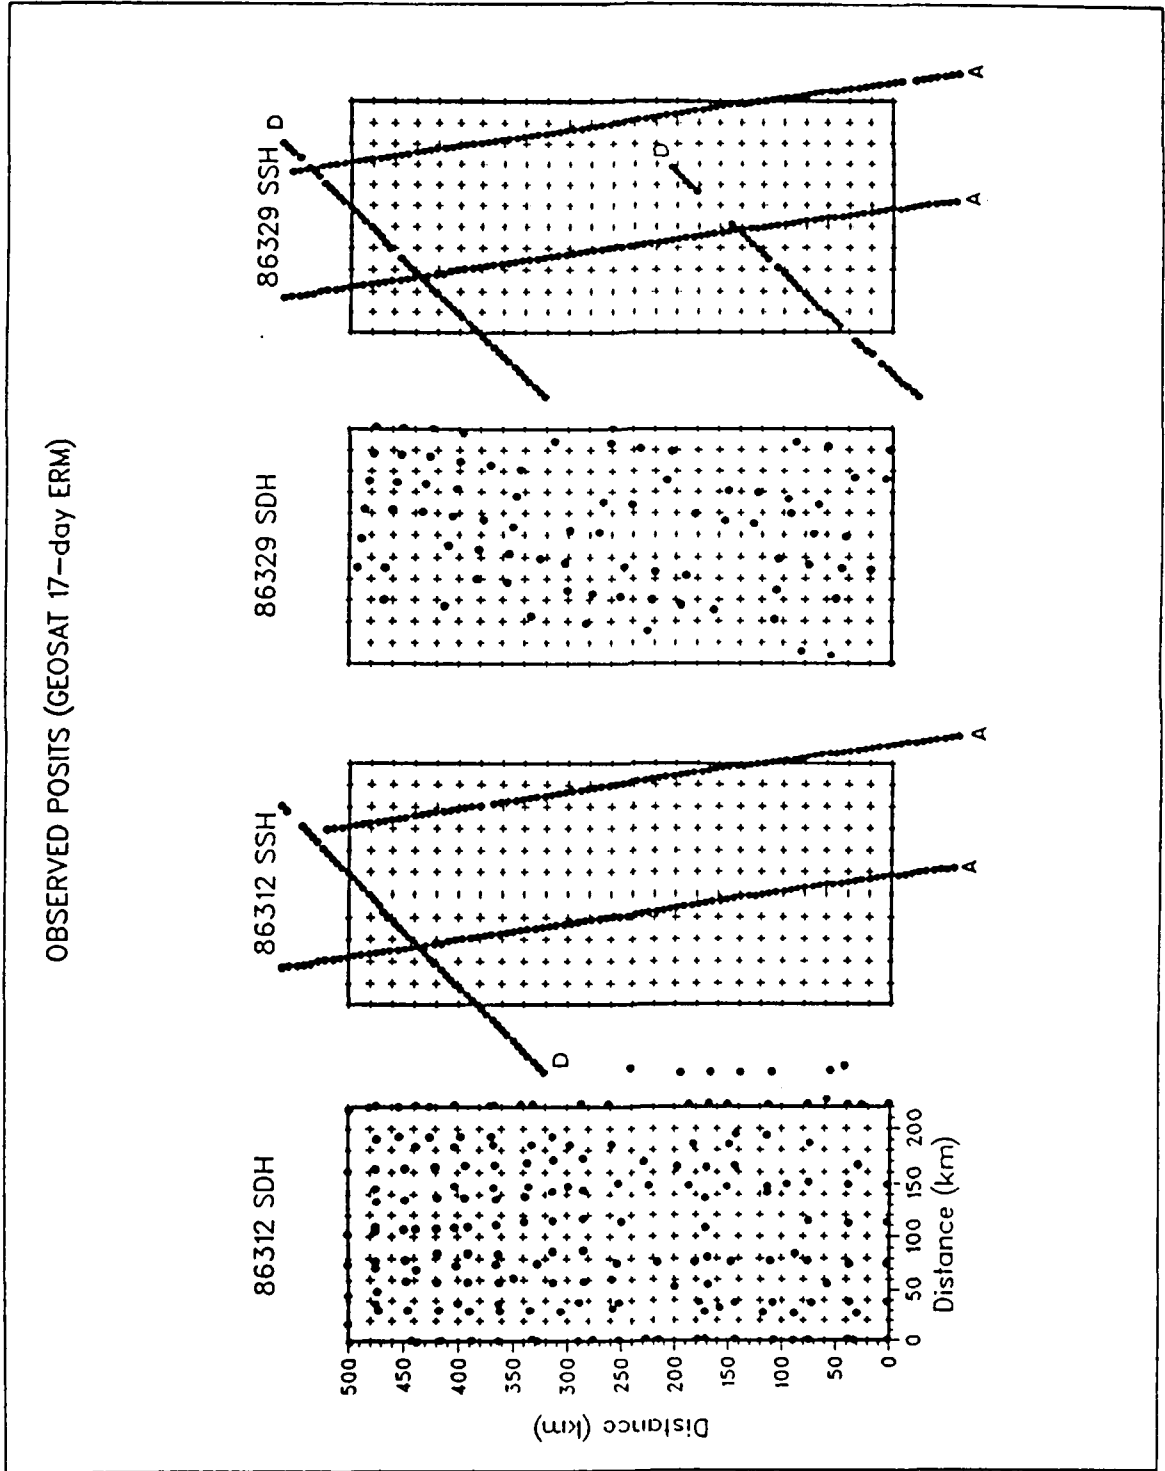 OBSERVED POSITS (GEOSAT 17-day ERM)
86312 SDH
86312 SSH
86329 SDH
86329 SSH
D
A
A
D
D
A
A
500
450
400
350
300
250
200
150
100
50
0
Distance (km)
0
50
100
150
200
Distance (km)